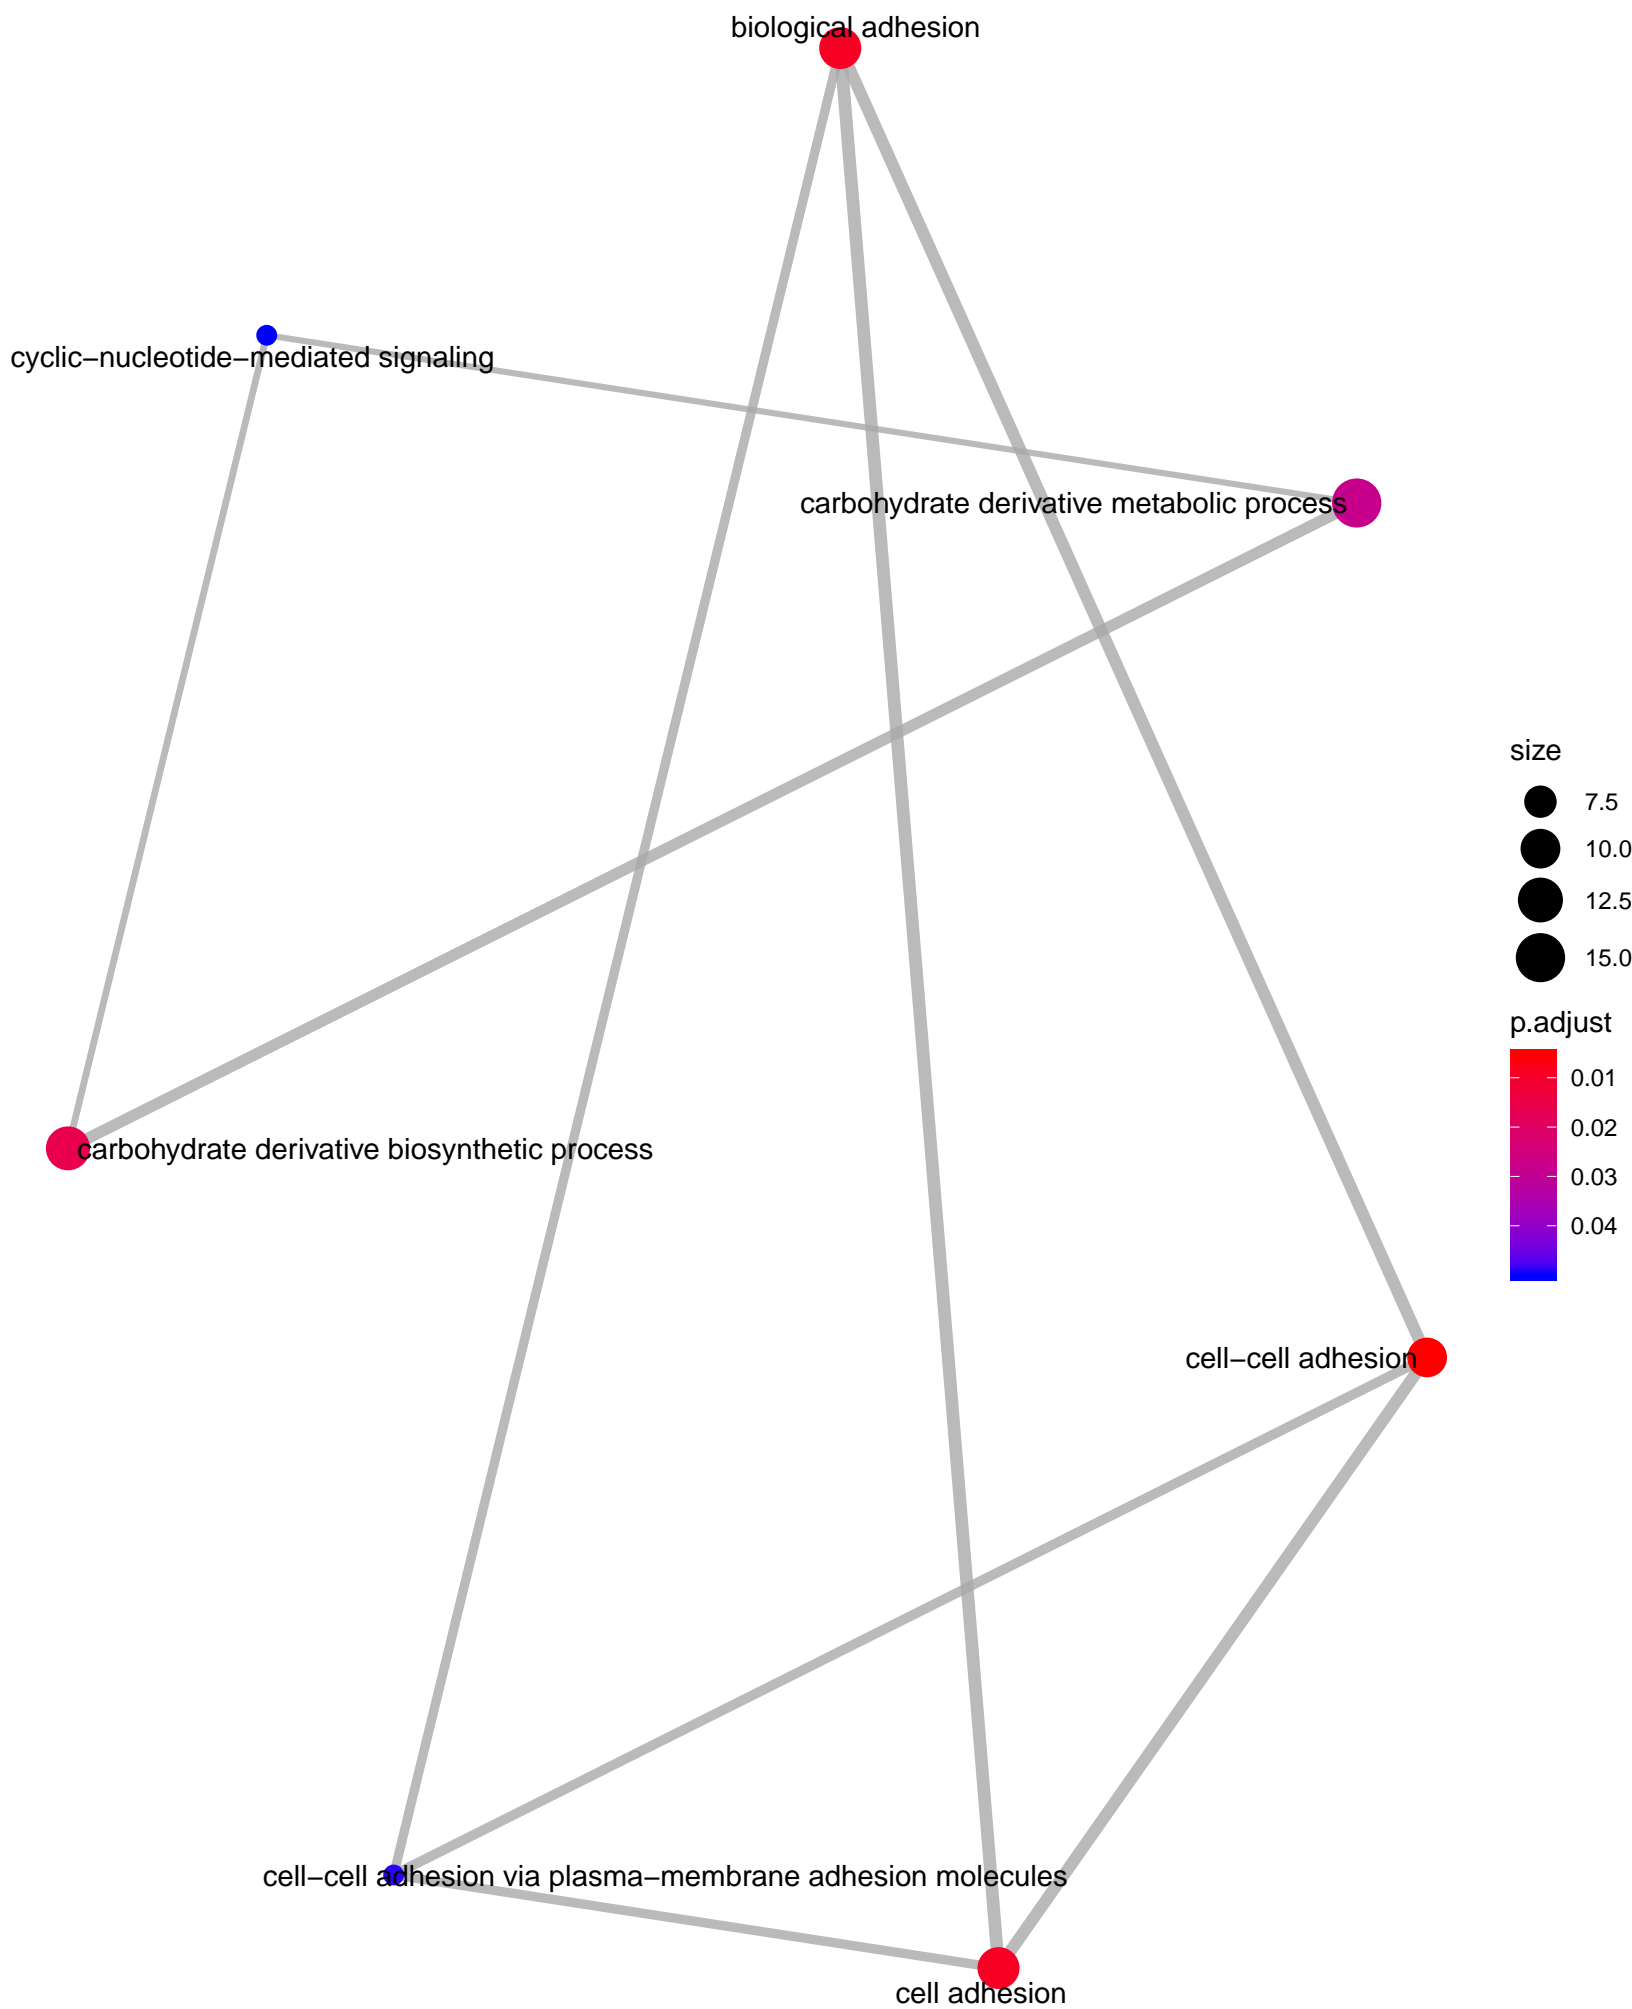 biological adhesion
cyclic−nucleotide−mediated signaling
carbohydrate derivative metabolic process
size
7.5
10.0
12.5
15.0
p.adjust
0.01
0.02
0.03
0.04
carbohydrate derivative biosynthetic process
cell−cell adhesion
cell−cell adhesion via plasma−membrane adhesion molecules
cell adhesion